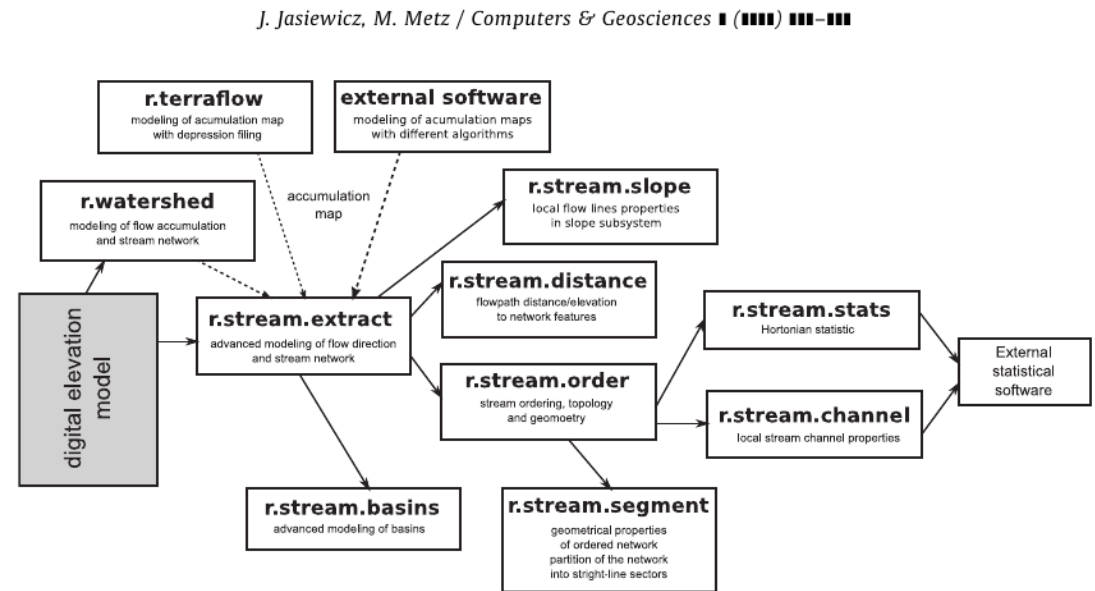 J. Jasiewicz, M. Metz / Computers & Geosciences ▮ (▮▮▮▮) ▮▮▮–▮▮▮
r.terraflow
modeling of acumulation map
with depression filing
external software
modeling of acumulation maps
with different algorithms
r.watershed
modeling of flow accumulation
and stream network
accumulation
map
r.stream.slope
local flow lines properties
in slope subsystem
r.stream.distance
flowpath distance/elevation
to network features
digital elevation
model
r.stream.extract
advanced modeling of flow direction
and stream network
r.stream.order
stream ordering, topology
and geomoetry
r.stream.stats
Hortonian statistic
r.stream.channel
local stream channel properties
External
statistical
software
r.stream.basins
advanced modeling of basins
r.stream.segment
geometrical properties
of ordered network
partition of the network
into stright-line sectors